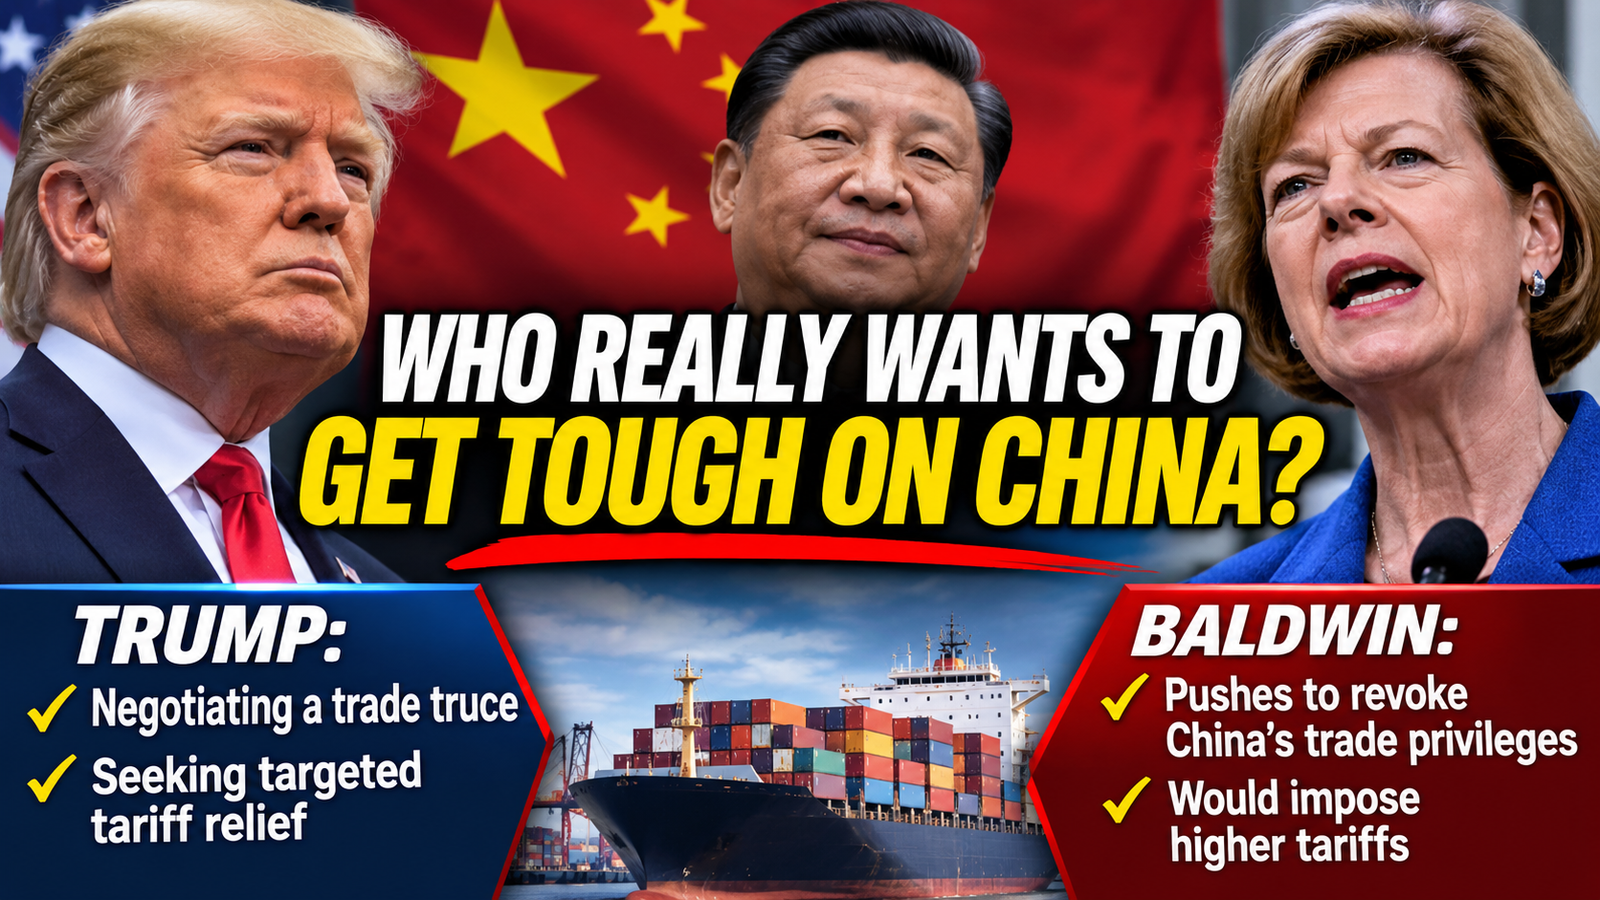 WHO REALLY WANTS TO
GET TOUGH ON CHINA?
TRUMP:
Negotiating a trade truce
Seeking targeted
tariff relief
BALDWIN:
Pushes to revoke
China's trade privileges
Would impose
higher tariffs